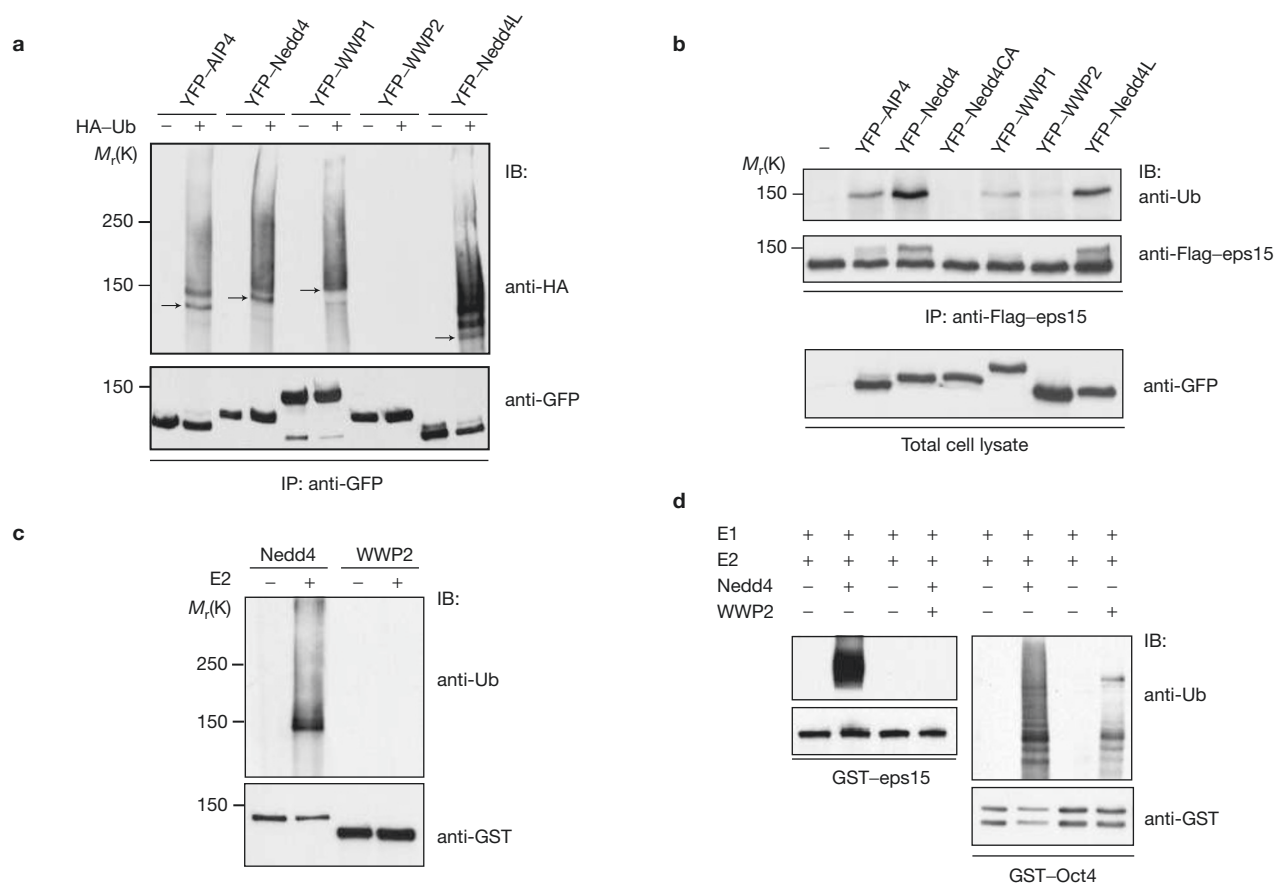 a
YFP–AIP4
YFP–Nedd4
YFP–WWP1
YFP–WWP2
YFP–Nedd4L
HA–Ub – + – + – + – + – +
Mr(K)
IB:
250
150
anti-HA
150
anti-GFP
IP: anti-GFP
b
–
YFP–AIP4
YFP–Nedd4
YFP–Nedd4CA
YFP–WWP1
YFP–WWP2
YFP–Nedd4L
Mr(K)
IB:
150
anti-Ub
150
anti-Flag–eps15
IP: anti-Flag–eps15
anti-GFP
Total cell lysate
c
Nedd4 WWP2
E2 – + – +
Mr(K)
IB:
250
anti-Ub
150
150
anti-GST
d
E1 + + + + + + + +
E2 + + + + + + + +
Nedd4 – + – + – + – –
WWP2 – – – + – – – +
IB:
anti-Ub
GST–eps15
anti-GST
GST–Oct4